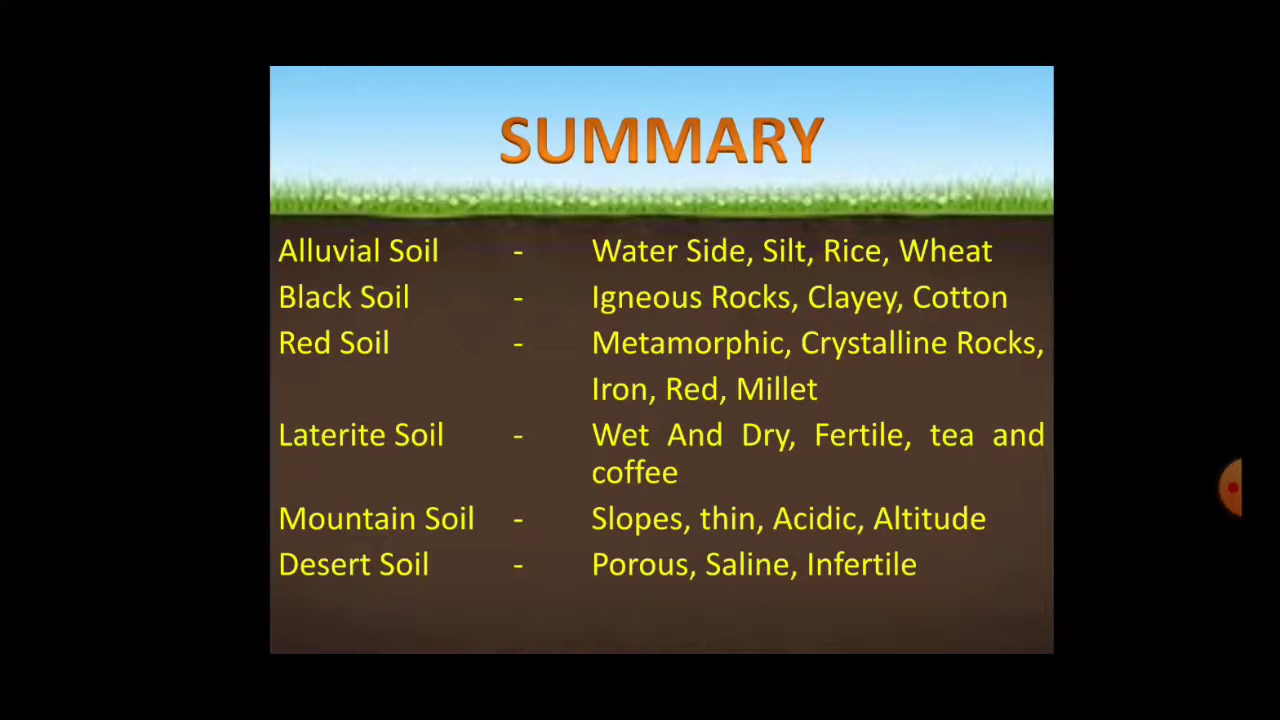 SUMMARY
Alluvial Soil - Water Side, Silt, Rice, Wheat
Black Soil - Igneous Rocks, Clayey, Cotton
Red Soil - Metamorphic, Crystalline Rocks,
Iron, Red, Millet
Laterite Soil - Wet And Dry, Fertile, tea and
coffee
Mountain Soil - Slopes, thin, Acidic, Altitude
Desert Soil - Porous, Saline, Infertile